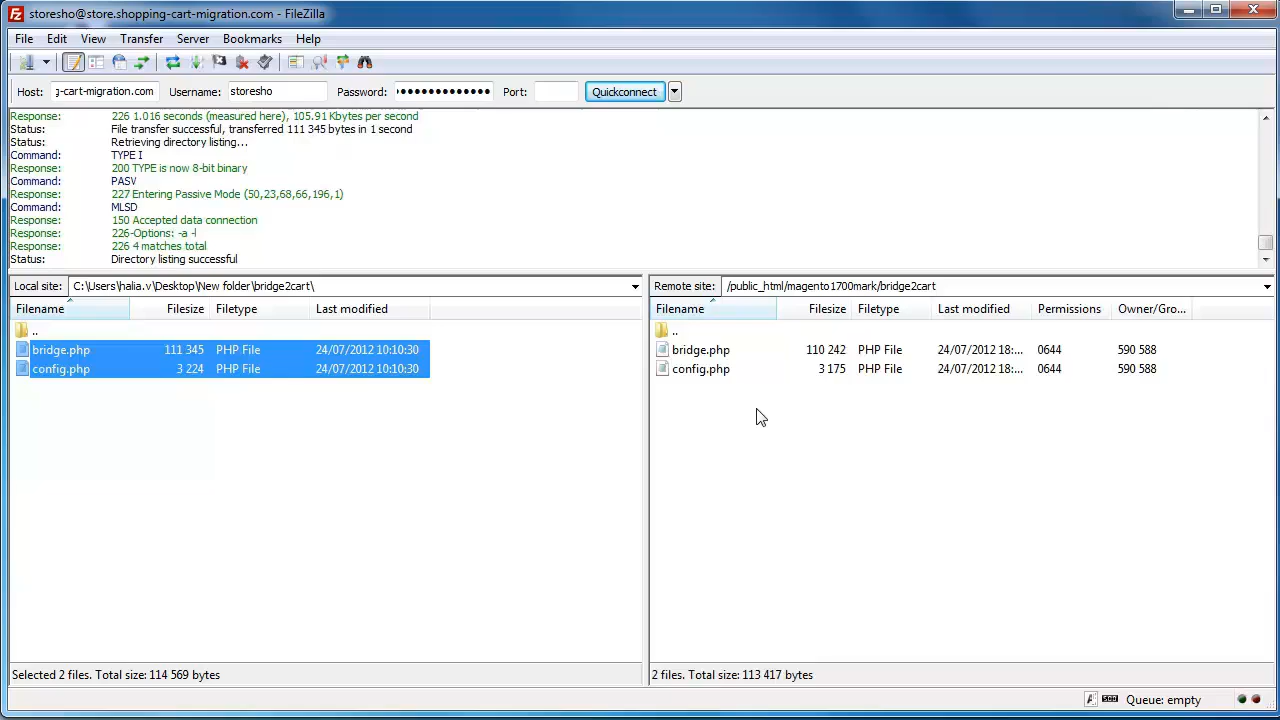 storesho@store.shopping-cart-migration.com - FileZilla
File Edit View Transfer Server Bookmarks Help
Host: -cart-migration.com Username: storesho Password: ••••••••••••• Port: Quickconnect
Response: 226 1.016 seconds (measured here), 105.91 Kbytes per second
Status: File transfer successful, transferred 111 345 bytes in 1 second
Status: Retrieving directory listing...
Command: TYPE I
Response: 200 TYPE is now 8-bit binary
Command: PASV
Response: 227 Entering Passive Mode (50,23,68,66,196,1)
Command: MLSD
Response: 150 Accepted data connection
Response: 226-Options: -a -l
Response: 226 4 matches total
Status: Directory listing successful
Local site: C:\Users\halia.v\Desktop\New folder\bridge2cart\
Filename Filesize Filetype Last modified
..
bridge.php 111 345 PHP File 24/07/2012 10:10:30
config.php 3 224 PHP File 24/07/2012 10:10:30
Selected 2 files. Total size: 114 569 bytes
Remote site: /public_html/magento1700mark/bridge2cart
Filename Filesize Filetype Last modified Permissions Owner/Gro...
..
bridge.php 110 242 PHP File 24/07/2012 18:... 0644 590 588
config.php 3 175 PHP File 24/07/2012 18:... 0644 590 588
2 files. Total size: 113 417 bytes
Queue: empty